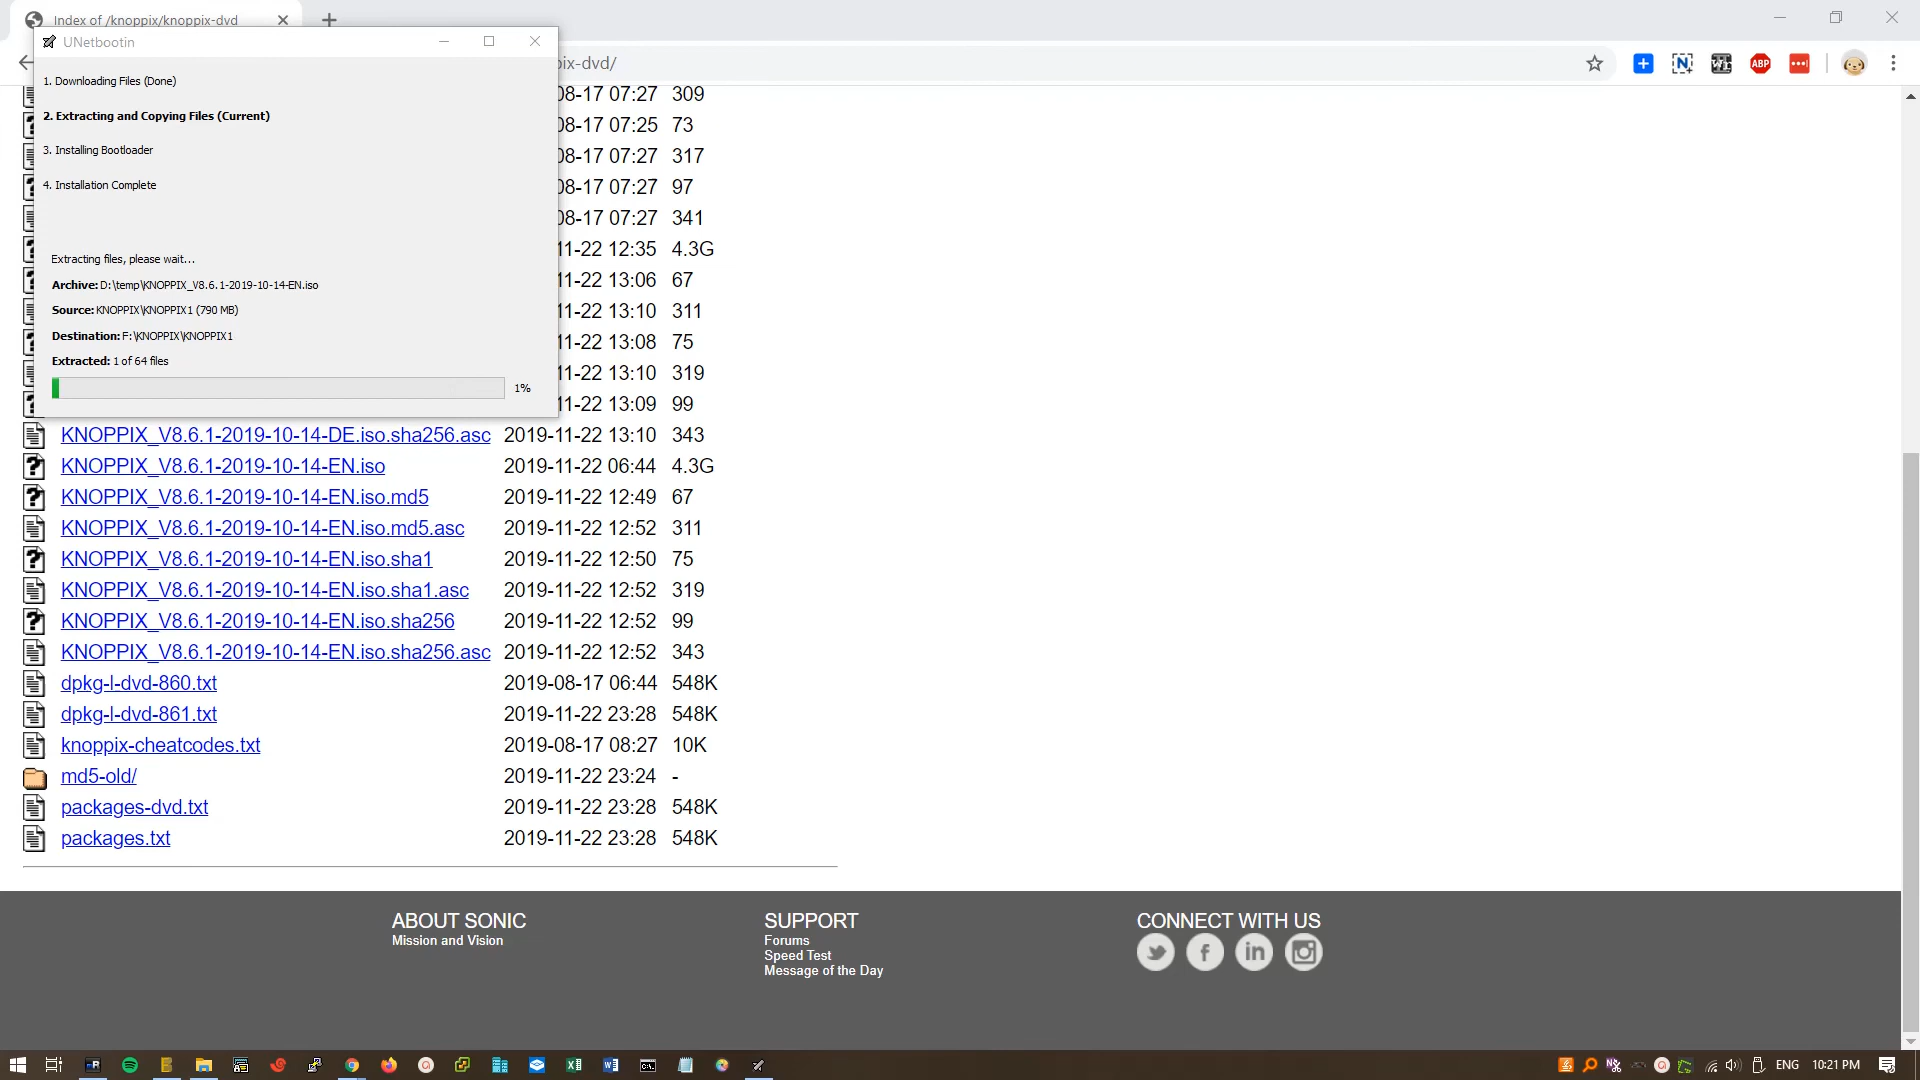 Index of /knoppix/knoppix-dvd
UNetbootin
ix-dvd/
ABP
1. Downloading Files (Done)
2. Extracting and Copying Files (Current)
3. Installing Bootloader
4. Installation Complete
Extracting files, please wait...
Archive: D:\temp\KNOPPIX_V8.6.1-2019-10-14-EN.iso
Source: KNOPPIX\KNOPPIX1 (790 MB)
Destination: F:\KNOPPIX\KNOPPIX1
Extracted: 1 of 64 files
1%
08-17 07:27 309
08-17 07:25 73
08-17 07:27 317
08-17 07:27 97
08-17 07:27 341
11-22 12:35 4.3G
11-22 13:06 67
11-22 13:10 311
11-22 13:08 75
11-22 13:10 319
11-22 13:09 99
KNOPPIX_V8.6.1-2019-10-14-DE.iso.sha256.asc 2019-11-22 13:10 343
KNOPPIX_V8.6.1-2019-10-14-EN.iso 2019-11-22 06:44 4.3G
KNOPPIX_V8.6.1-2019-10-14-EN.iso.md5 2019-11-22 12:49 67
KNOPPIX_V8.6.1-2019-10-14-EN.iso.md5.asc 2019-11-22 12:52 311
KNOPPIX_V8.6.1-2019-10-14-EN.iso.sha1 2019-11-22 12:50 75
KNOPPIX_V8.6.1-2019-10-14-EN.iso.sha1.asc 2019-11-22 12:52 319
KNOPPIX_V8.6.1-2019-10-14-EN.iso.sha256 2019-11-22 12:52 99
KNOPPIX_V8.6.1-2019-10-14-EN.iso.sha256.asc 2019-11-22 12:52 343
dpkg-l-dvd-860.txt 2019-08-17 06:44 548K
dpkg-l-dvd-861.txt 2019-11-22 23:28 548K
knoppix-cheatcodes.txt 2019-08-17 08:27 10K
md5-old/ 2019-11-22 23:24 -
packages-dvd.txt 2019-11-22 23:28 548K
packages.txt 2019-11-22 23:28 548K
ABOUT SONIC
Mission and Vision
SUPPORT
Forums
Speed Test
Message of the Day
CONNECT WITH US
ENG 10:21 PM